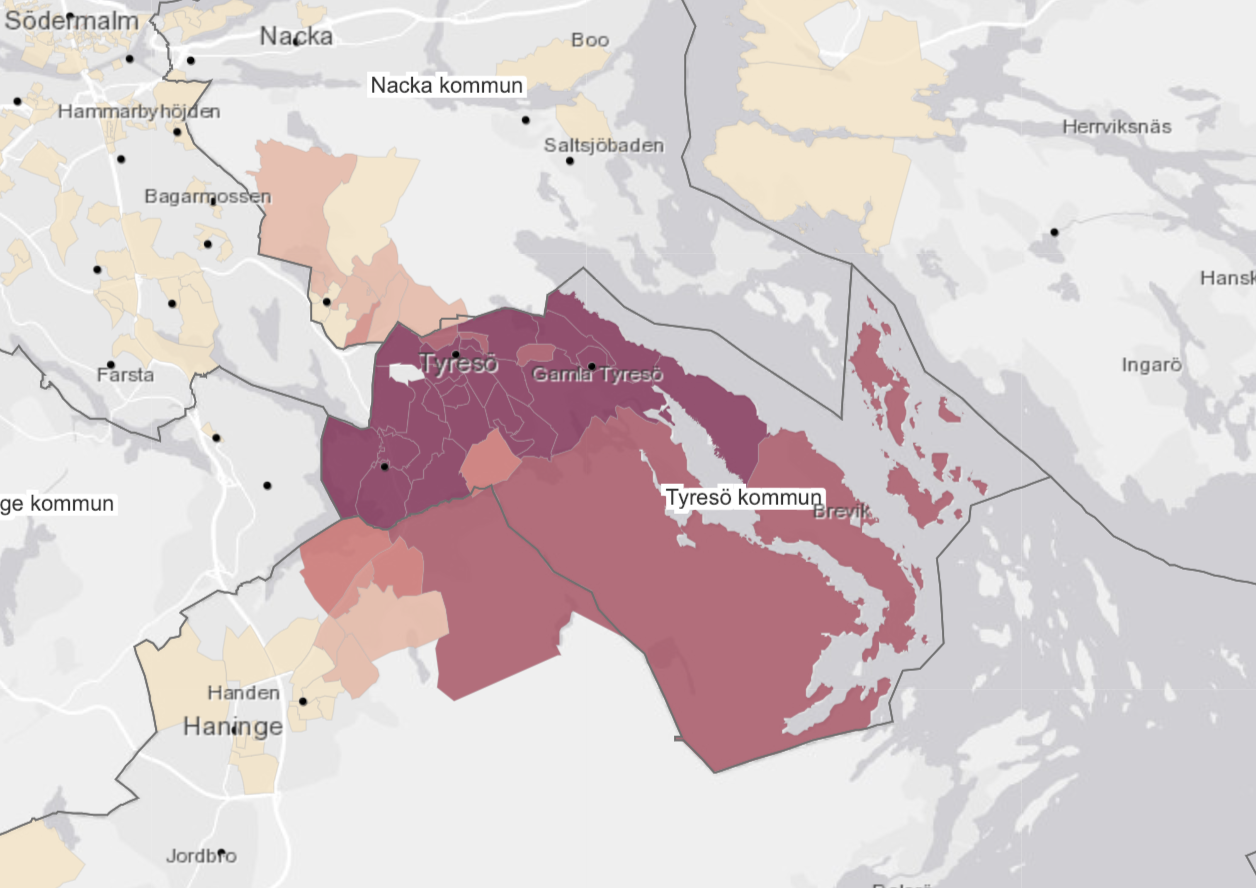 Södermalm
Nacka
Boo
Nacka kommun
Hammarbyhöjden
Herrviksnäs
Saltsjöbaden
Bagarmossen
Hansk
Tyresö
Ingarö
Farsta
Gamla Tyresö
Tyresö kommun
ge kommun
Brevik
Handen
Haninge
Jordbro